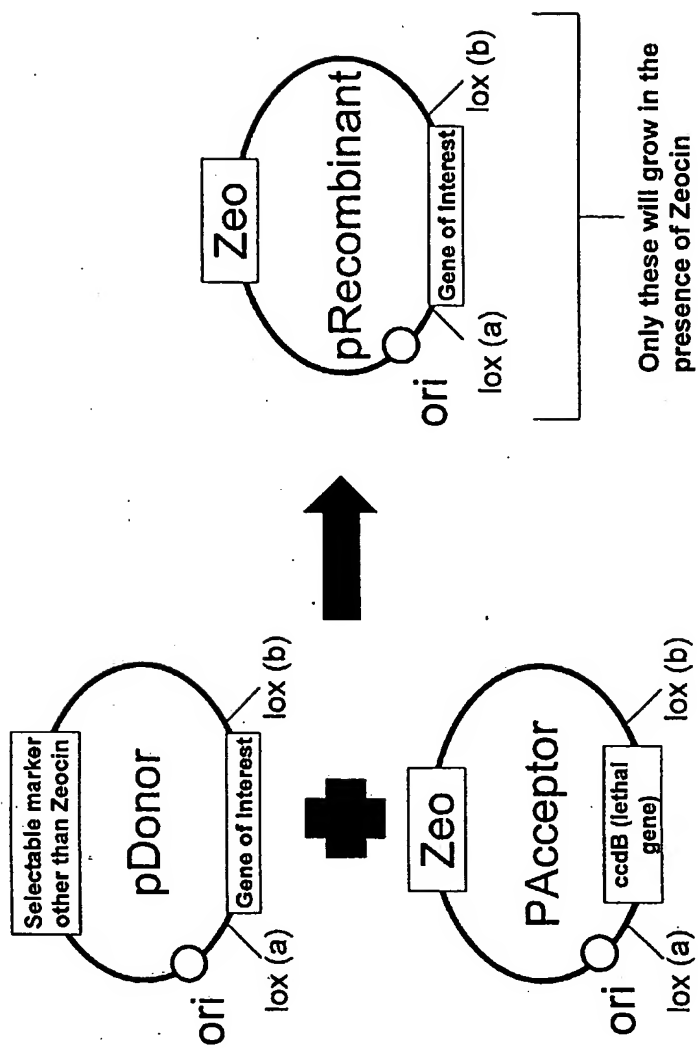 Selectable marker
other than Zeocin
pDonor
ori
lox (a)
Gene of Interest
lox (b)
Zeo
PAcceptor
ori
lox (a)
ccdB (lethal
gene)
lox (b)
Zeo
pRecombinant
ori
lox (a)
Gene of Interest
lox (b)
Only these will grow in the
presence of Zeocin